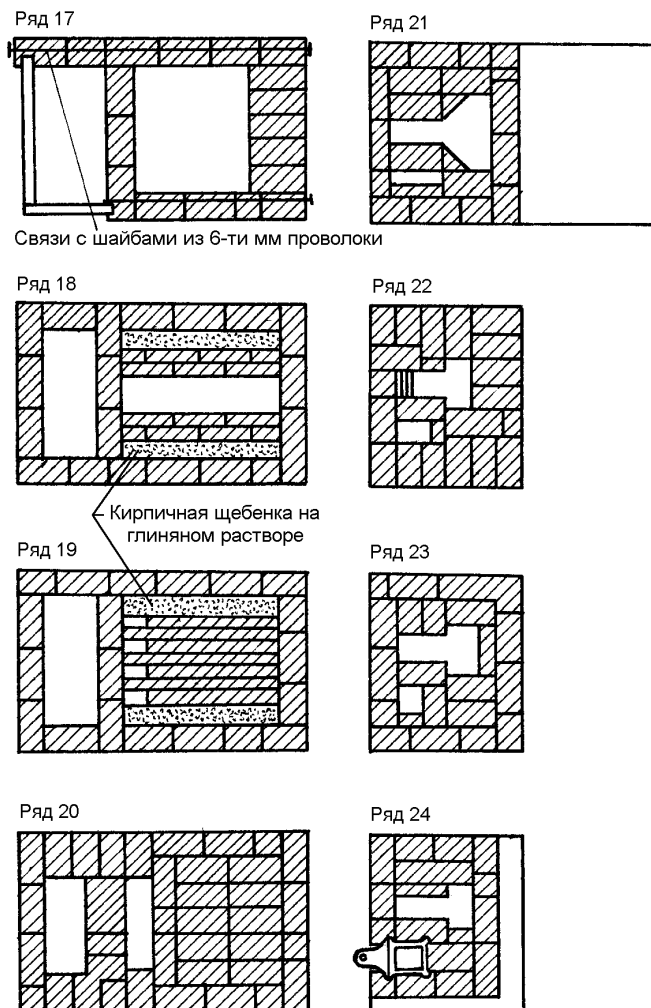 Ряд 17
Ряд 21
Связи с шайбами из 6-ти мм проволоки
Ряд 18
Ряд 22
Кирпичная щебенка на
глиняном растворе
Ряд 19
Ряд 23
Ряд 20
Ряд 24